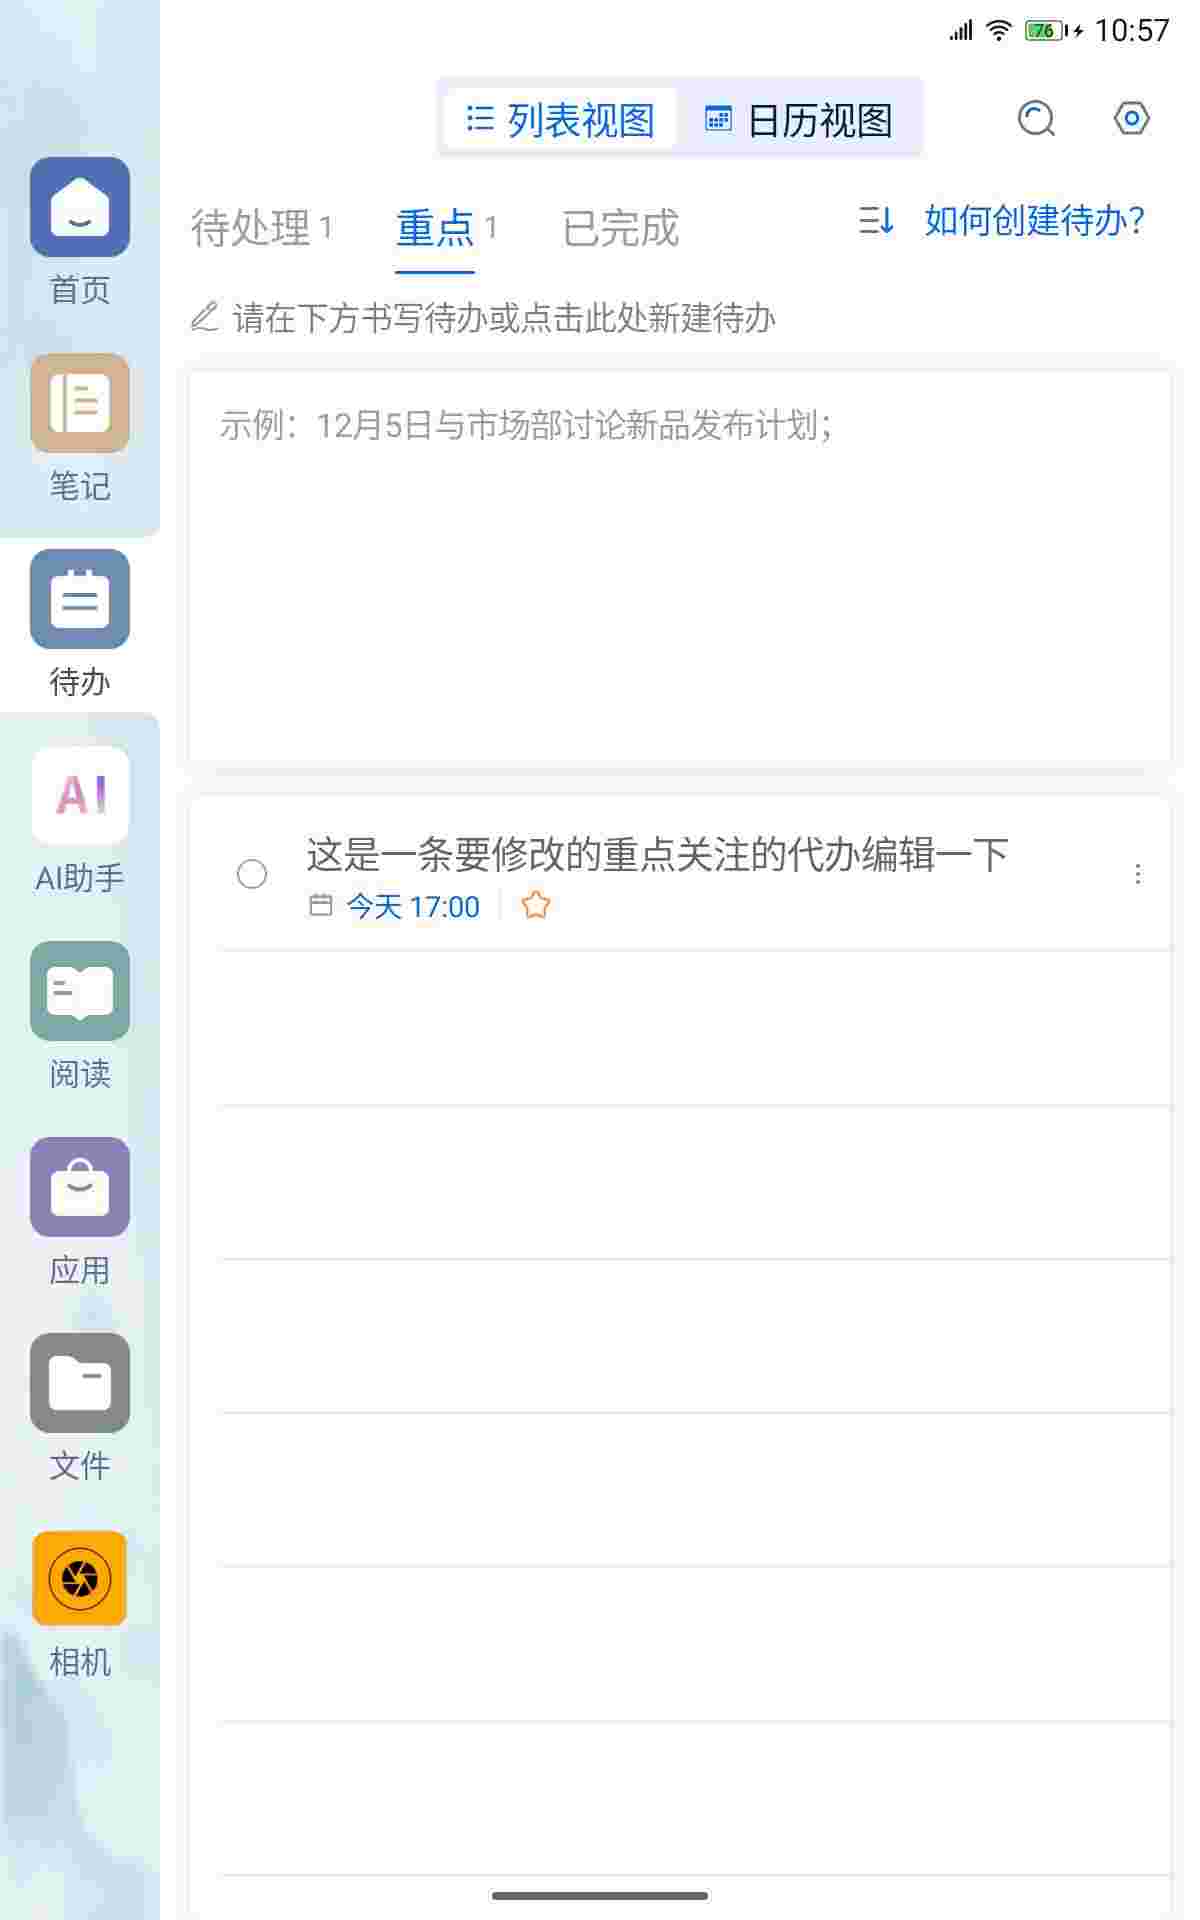 76 10:57
列表视图 日历视图
待处理 1 重点 1 已完成 如何创建待办?
请在下方书写待办或点击此处新建待办
示例：12月5日与市场部讨论新品发布计划；
这是一条要修改的重点关注的代办编辑一下
今天 17:00
首页
笔记
待办
AI
AI助手
阅读
应用
文件
相机